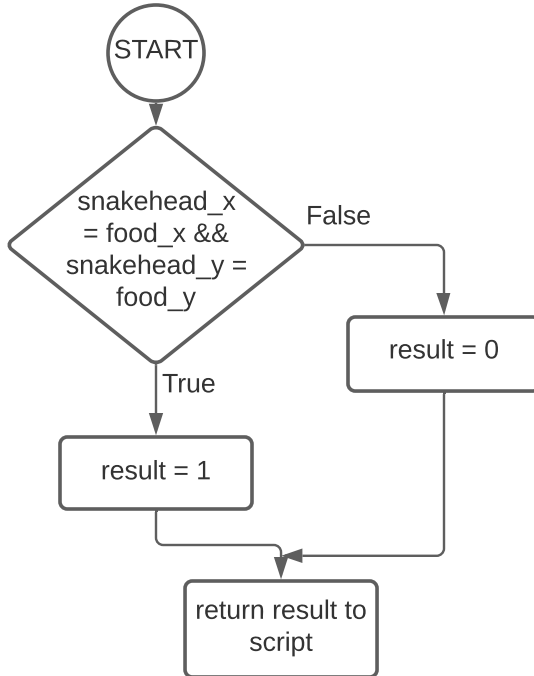 START
snakehead_x
= food_x &&
snakehead_y =
food_y
False
result = 0
True
result = 1
return result to
script